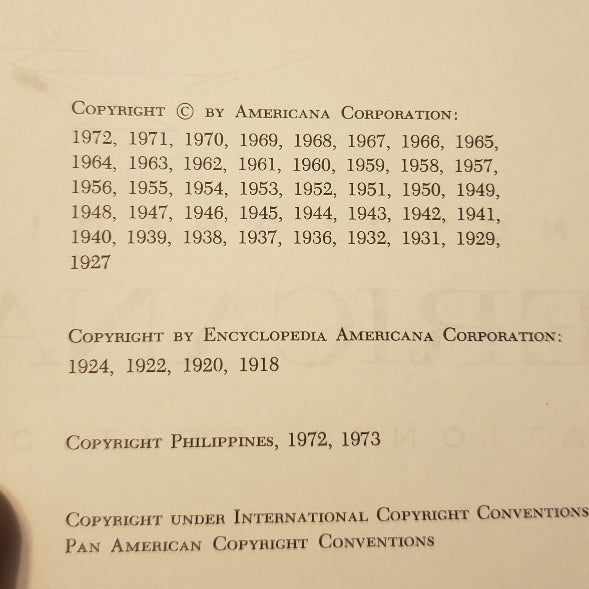 Copyright © by Americana Corporation:
1972, 1971, 1970, 1969, 1968, 1967, 1966, 1965,
1964, 1963, 1962, 1961, 1960, 1959, 1958, 1957,
1956, 1955, 1954, 1953, 1952, 1951, 1950, 1949,
1948, 1947, 1946, 1945, 1944, 1943, 1942, 1941,
1940, 1939, 1938, 1937, 1936, 1932, 1931, 1929,
1927
Copyright by Encyclopedia Americana Corporation:
1924, 1922, 1920, 1918
Copyright Philippines, 1972, 1973
Copyright under International Copyright Conventions
Pan American Copyright Conventions